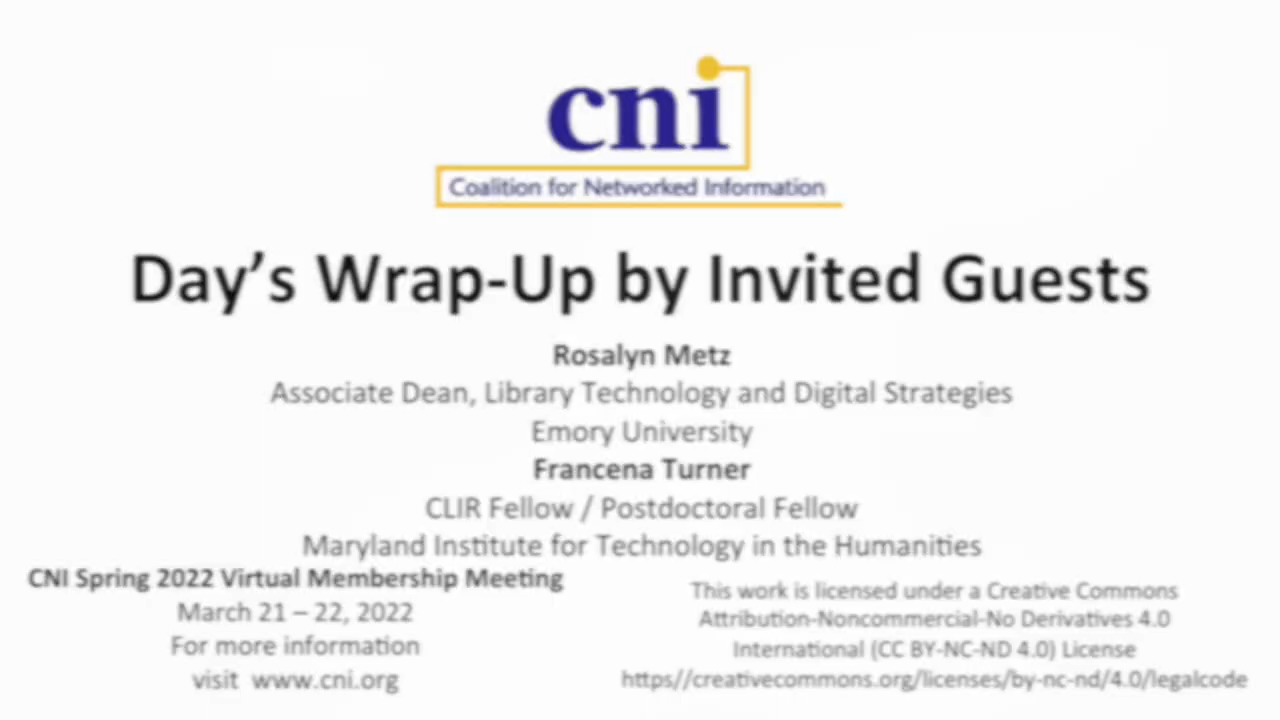 cni
Coalition for Networked Information
Day’s Wrap-Up by Invited Guests
Rosalyn Metz
Associate Dean, Library Technology and Digital Strategies
Emory University
Francena Turner
CLIR Fellow / Postdoctoral Fellow
Maryland Institute for Technology in the Humanities
CNI Spring 2022 Virtual Membership Meeting
March 21 – 22, 2022
For more information
visit www.cni.org
This work is licensed under a Creative Commons
Attribution-Noncommercial-No Derivatives 4.0
International (CC BY-NC-ND 4.0) License
https//creativecommons.org/licenses/by-nc-nd/4.0/legalcode